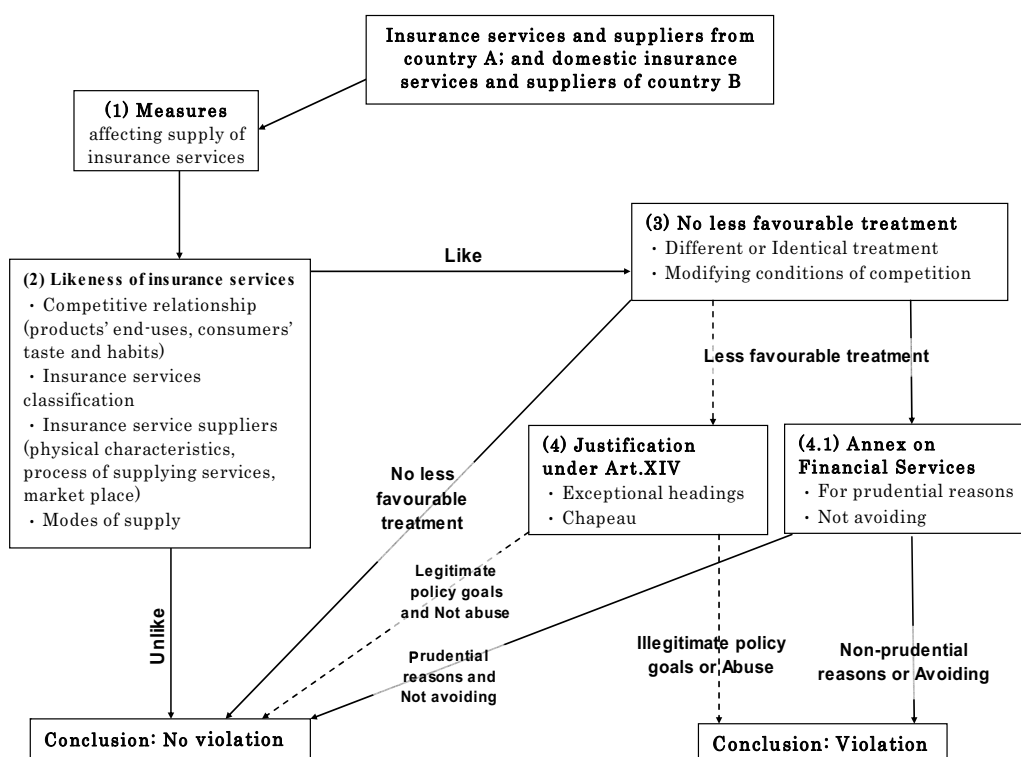 Insurance services and suppliers from
country A; and domestic insurance
services and suppliers of country B
(1) Measures
affecting supply of
insurance services
(2) Likeness of insurance services
・Competitive relationship
(products' end-uses, consumers'
taste and habits)
・Insurance services
classification
・Insurance service suppliers
(physical characteristics,
process of supplying services,
market place)
・Modes of supply
Like
(3) No less favourable treatment
・Different or Identical treatment
・Modifying conditions of competition
Less favourable treatment
(4) Justification
under Art.XIV
・Exceptional headings
・Chapeau
(4.1) Annex on
Financial Services
・For prudential reasons
・Not avoiding
No less
favourable
treatment
Legitimate
policy goals
and Not abuse
Prudential
reasons and
Not avoiding
Unlike
Illegitimate policy
goals or Abuse
Non-prudential
reasons or Avoiding
Conclusion: No violation
Conclusion: Violation